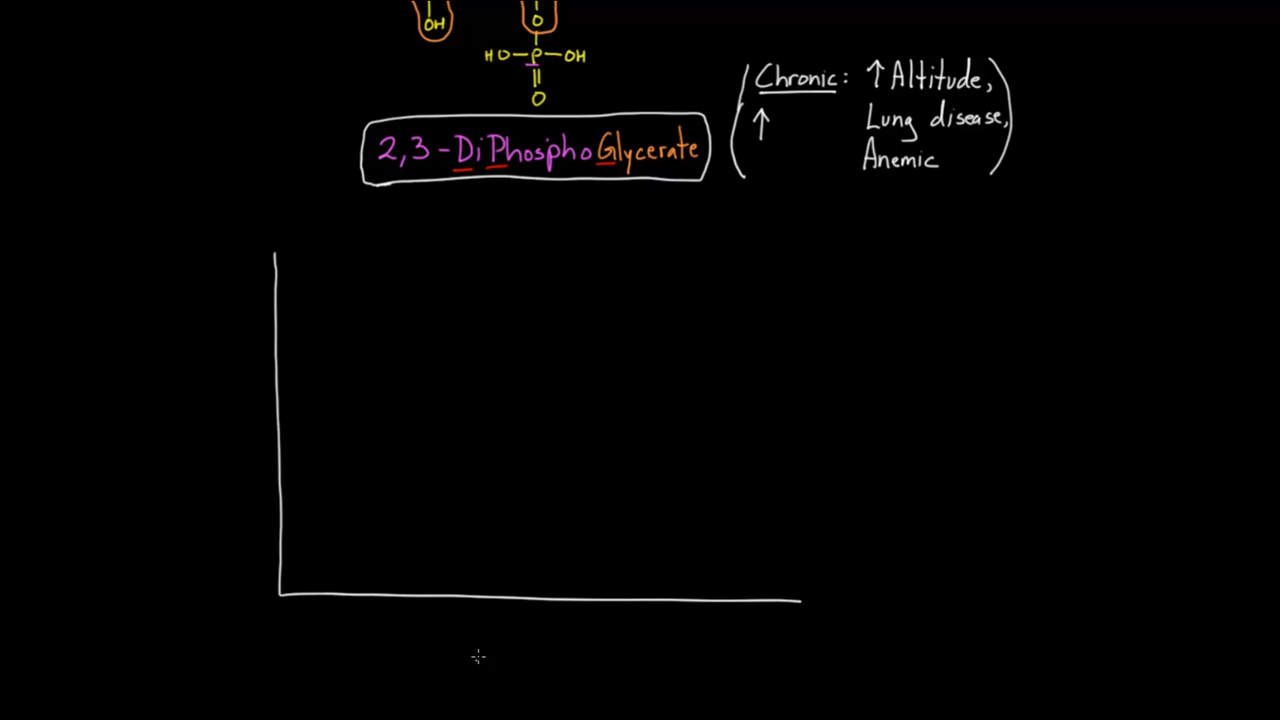 OH
O
HO-P-OH
O
2,3-DiPhosphoGlycerate
Chronic: ↑ Altitude,
↑ Lung disease,
Anemic